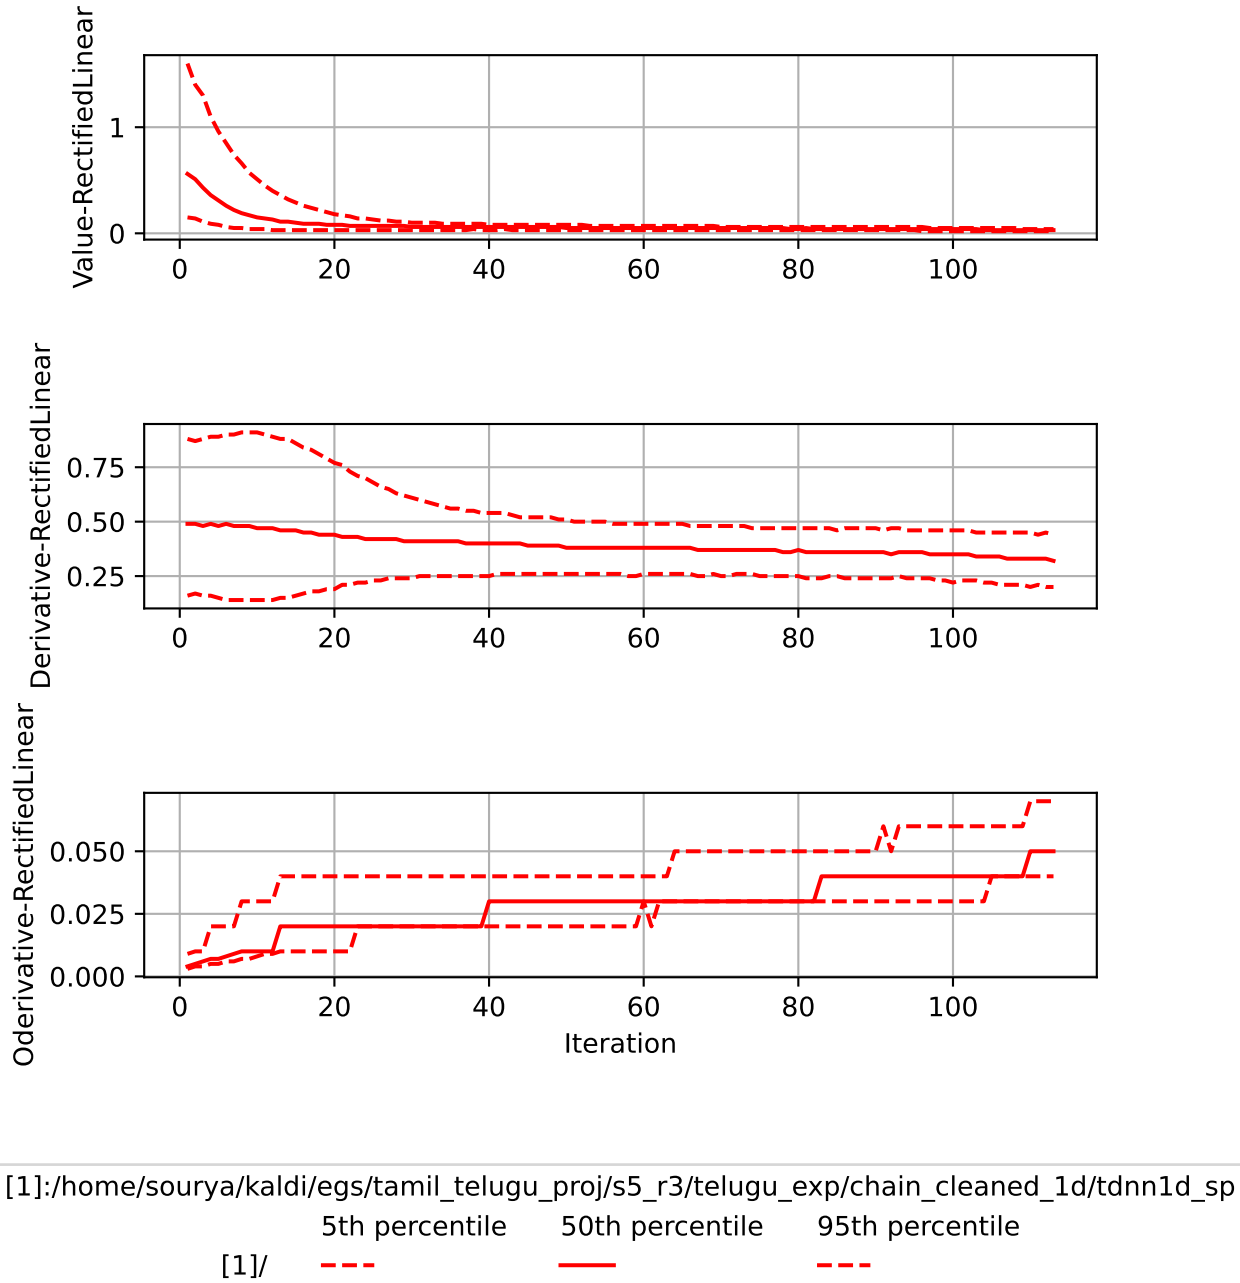 Value-RectifiedLinear
1
0
0 20 40 60 80 100
Derivative-RectifiedLinear
0.75
0.50
0.25
0 20 40 60 80 100
Oderivative-RectifiedLinear
0.050
0.025
0.000
0 20 40 60 80 100
Iteration
[1]:/home/sourya/kaldi/egs/tamil_telugu_proj/s5_r3/telugu_exp/chain_cleaned_1d/tdnn1d_sp
5th percentile 50th percentile 95th percentile
[1]/